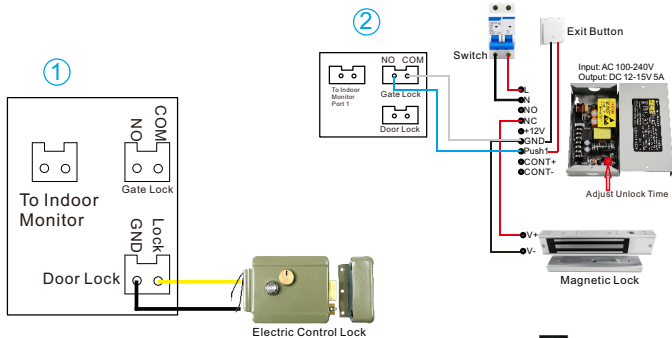 1
COM
NO
Gate Lock
To Indoor
Monitor
GND
Lock
Door Lock
Electric Control Lock
2
NO COM
To Indoor
Monitor
Port 1
Gate Lock
Door Lock
Switch
Exit Button
Input: AC 100-240V
Output: DC 12-15V 5A
L
N
NO
NC
+12V
GND
Push1
CONT+
CONT-
Adjust Unlock Time
V+
V-
Magnetic Lock